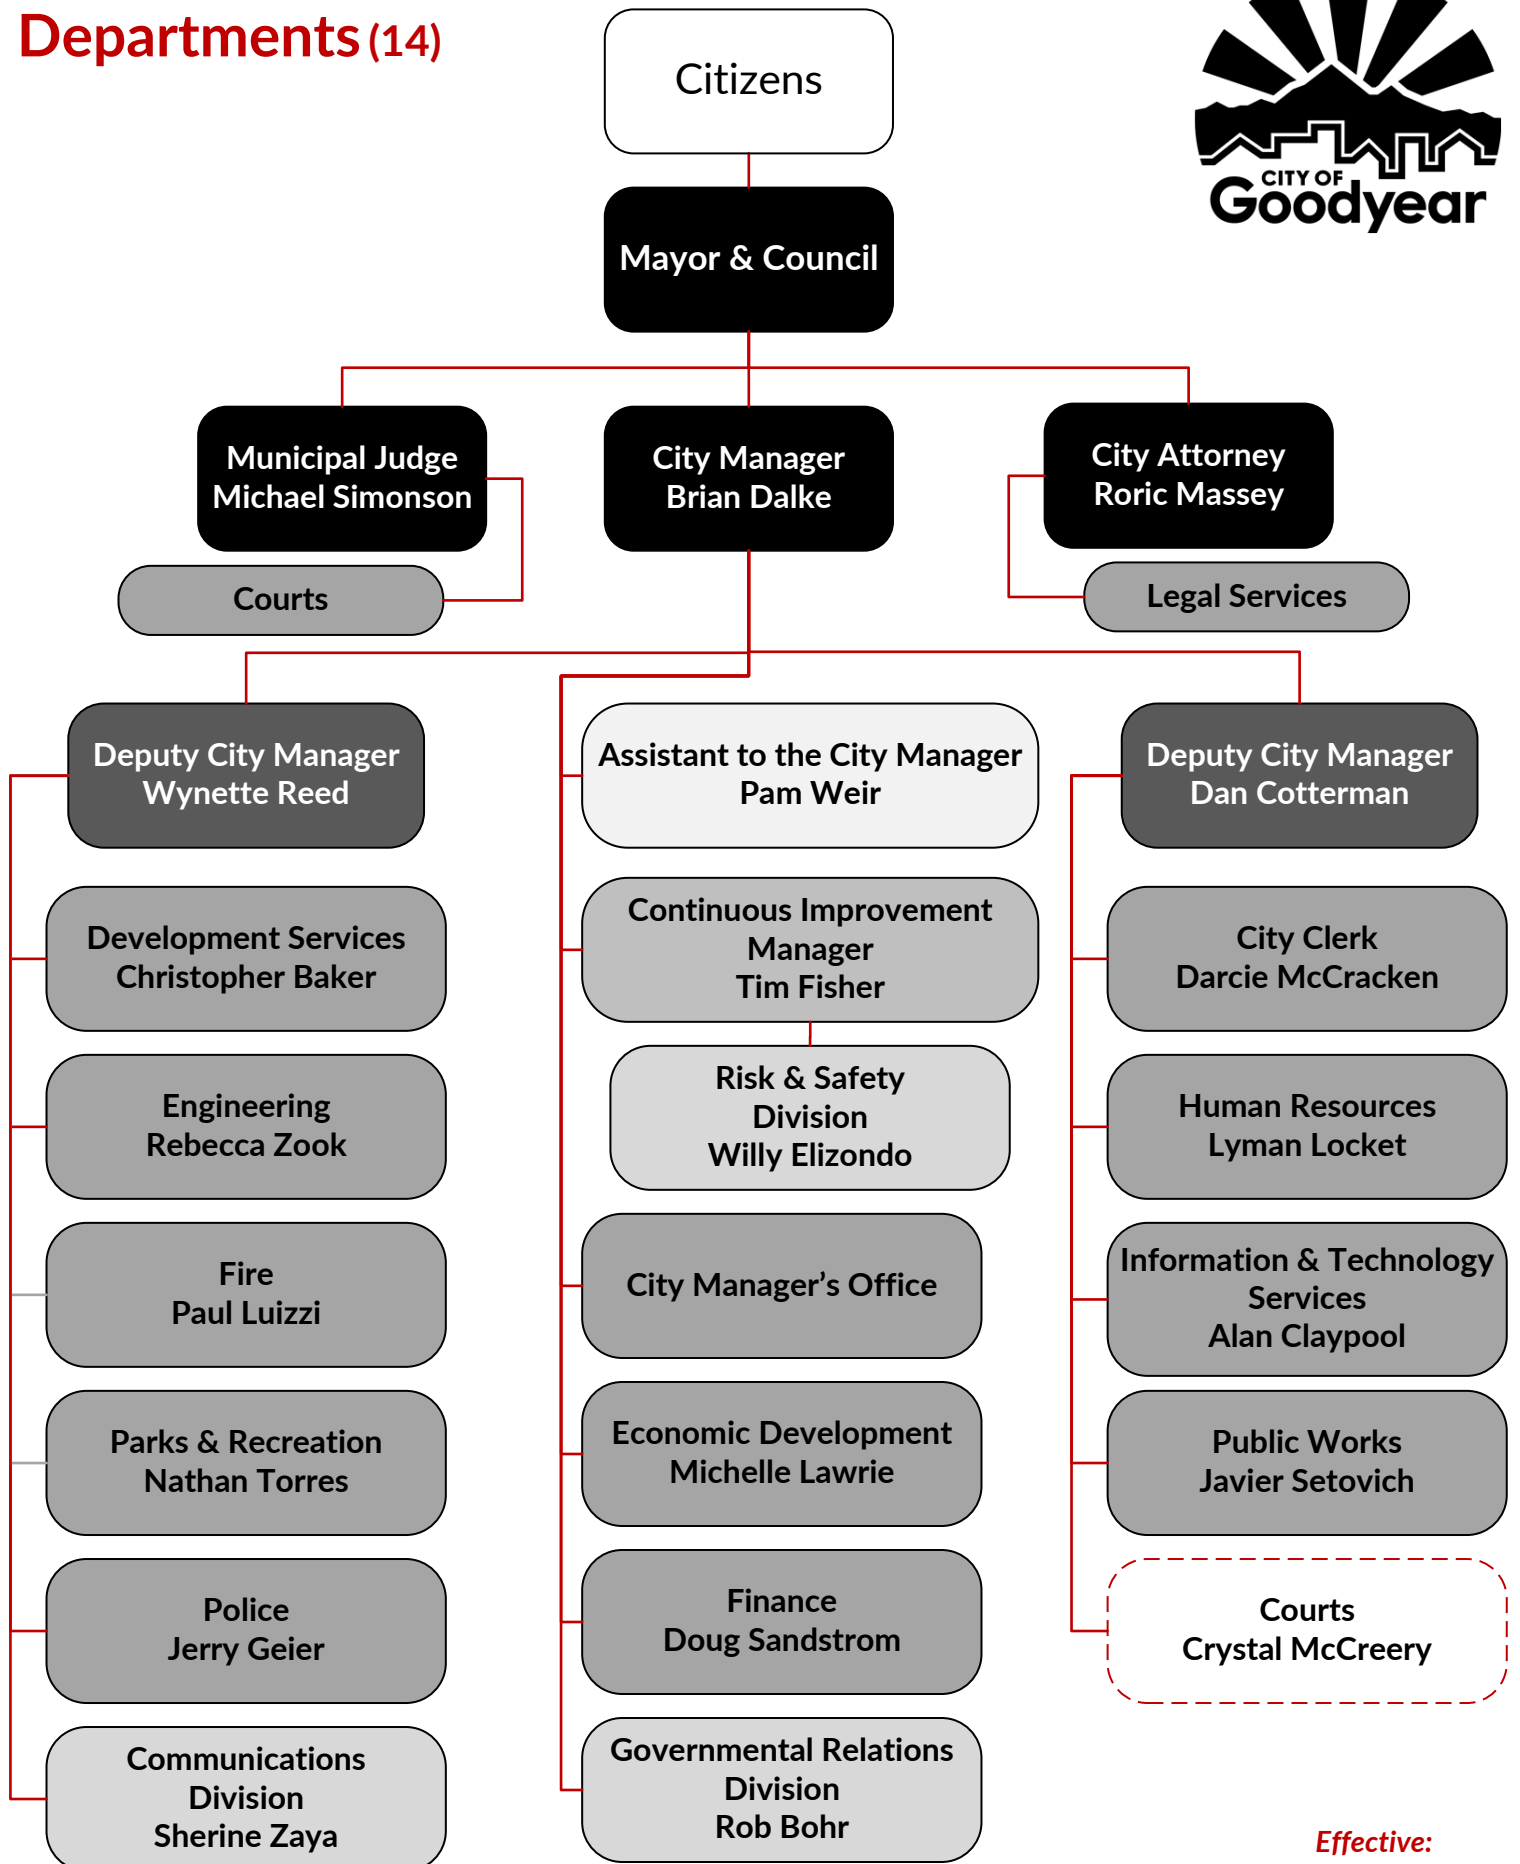 Departments (14)
Citizens
CITY OF
Goodyear
Mayor & Council
Municipal Judge
Michael Simonson
City Manager
Brian Dalke
City Attorney
Roric Massey
Courts
Legal Services
Deputy City Manager
Wynette Reed
Development Services
Christopher Baker
Engineering
Rebecca Zook
Fire
Paul Luizzi
Parks & Recreation
Nathan Torres
Police
Jerry Geier
Communications
Division
Sherine Zaya
Assistant to the City Manager
Pam Weir
Continuous Improvement
Manager
Tim Fisher
Risk & Safety
Division
Willy Elizondo
City Manager’s Office
Economic Development
Michelle Lawrie
Finance
Doug Sandstrom
Governmental Relations
Division
Rob Bohr
Deputy City Manager
Dan Cotterman
City Clerk
Darcie McCracken
Human Resources
Lyman Locket
Information & Technology
Services
Alan Claypool
Public Works
Javier Setovich
Courts
Crystal McCreery
Effective: